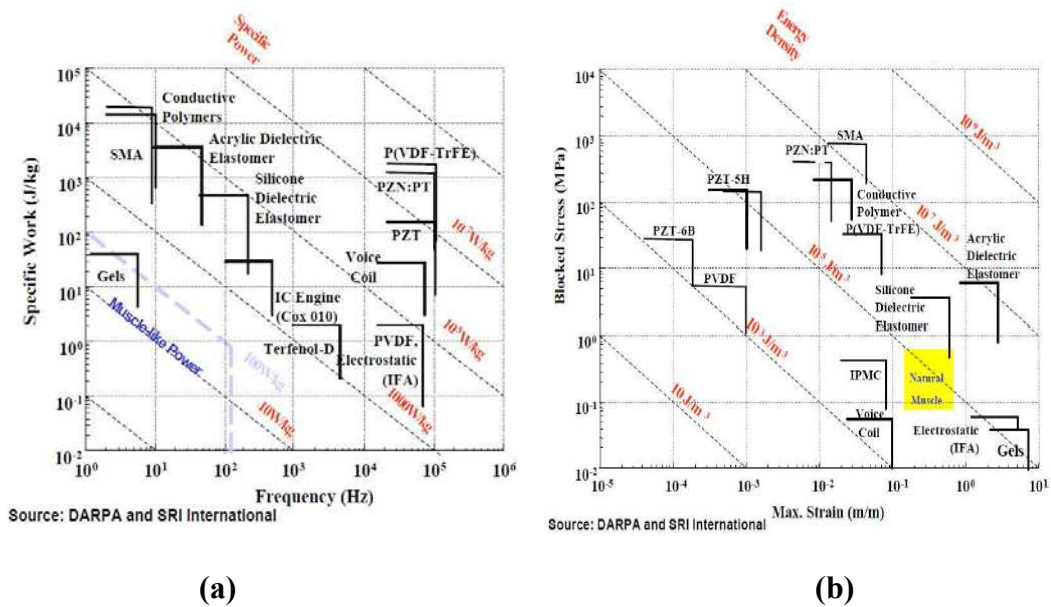 Specific
Power
10^5
10^4
10^3
10^2
10^1
10^0
10^-1
10^-2
Specific Work (J/kg)
Conductive
Polymers
SMA
Acrylic Dielectric
Elastomer
Silicone
Dielectric
Elastomer
P(VDF-TrFE)
PZN:PT
PZT
10^7W/kg
Gels
Voice
Coil
IC Engine
(Cox 010)
Muscle-like Power
100W/kg
Terfenol-D
PVDF,
Electrostatic
(IFA)
10^5W/kg
10W/kg
1000W/kg
10^0
10^1
10^2
10^3
10^4
10^5
10^6
Frequency (Hz)
Source: DARPA and SRI International
(a)
Energy
Density
10^4
10^3
10^2
10^1
10^0
10^-1
10^-2
Blocked Stress (MPa)
SMA
PZN:PT
PZT-5H
Conductive
Polymer
P(VDF-TrFE)
PZT-6B
PVDF
10^9J/m^3
10^7J/m^3
10^5J/m^3
10^3J/m^3
10J/m^3
Acrylic
Dielectric
Elastomer
Silicone
Dielectric
Elastomer
IPMC
Natural
Muscle
Voice
Coil
Electrostatic
(IFA)
Gels
10^-5
10^-4
10^-3
10^-2
10^-1
10^0
10^1
Max. Strain (m/m)
Source: DARPA and SRI International
(b)